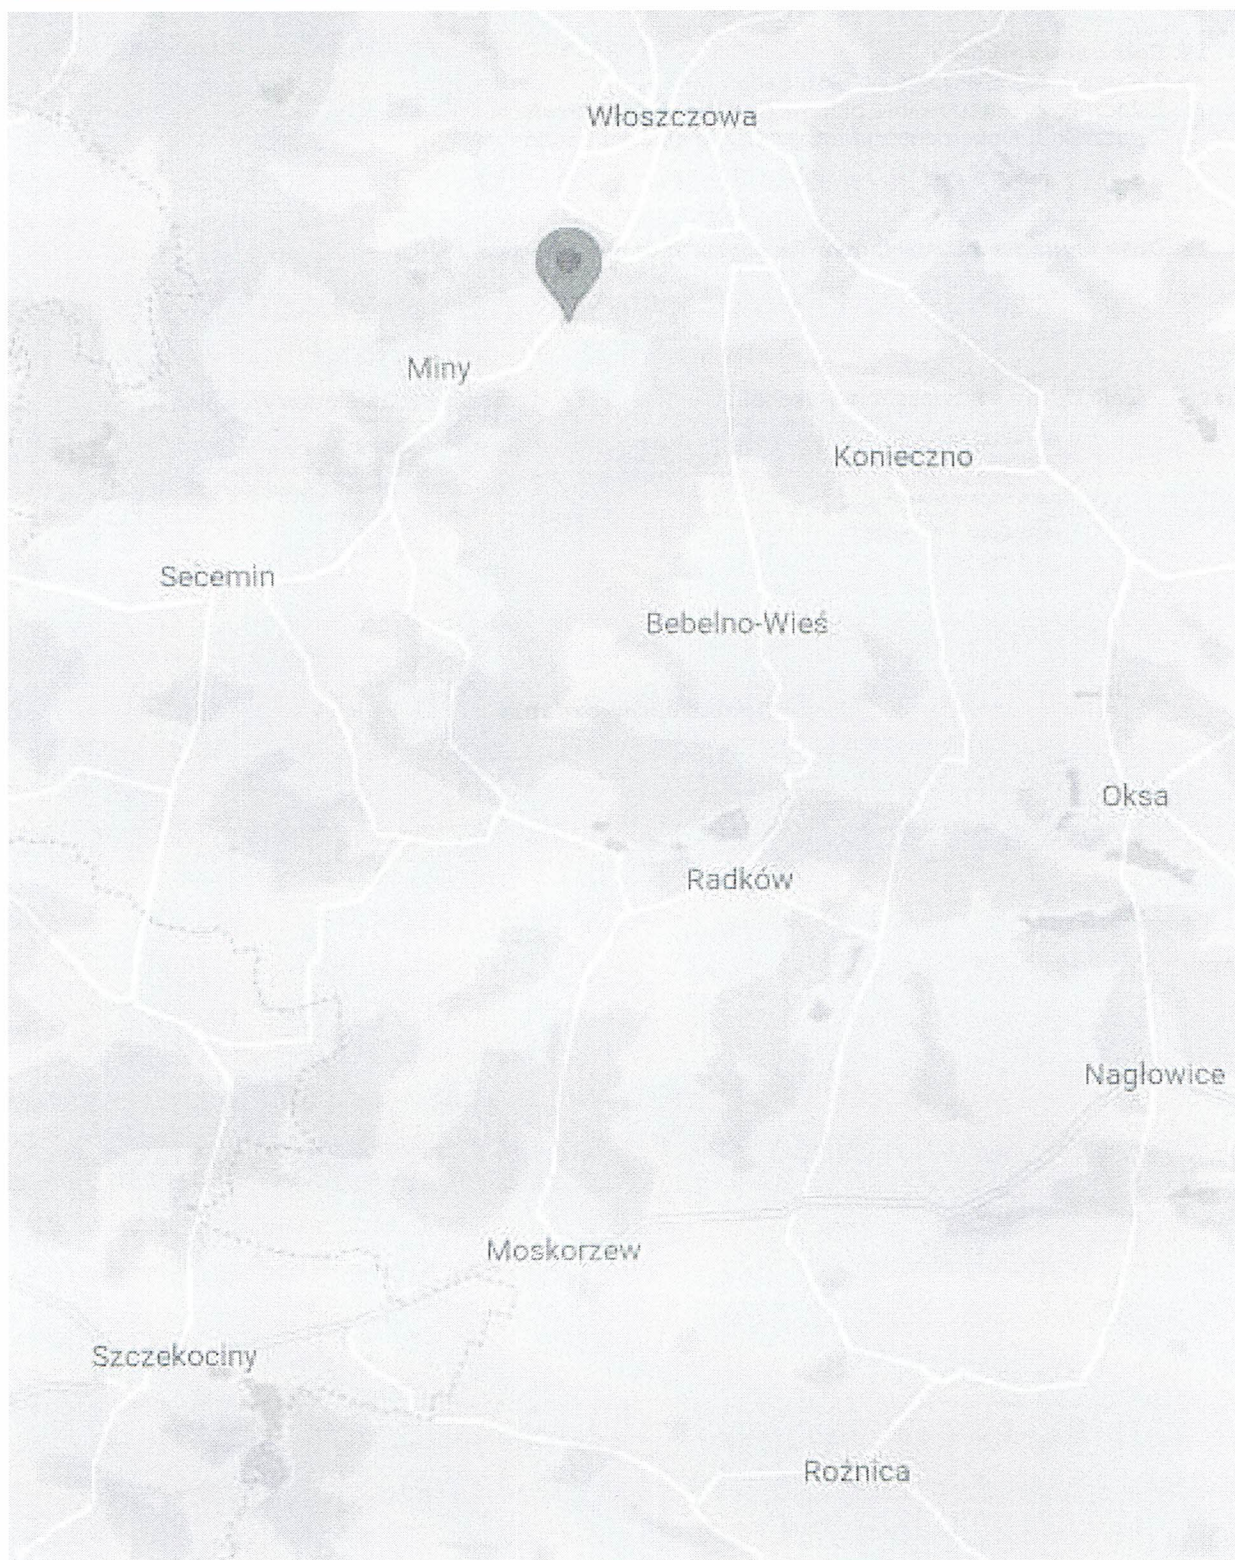 Włoszczowa
Miny
Konieczno
Secemin
Bebelno-Wieś
Oksa
Radków
Nagłowice
Moskorzew
Szczekociny
Rożnica